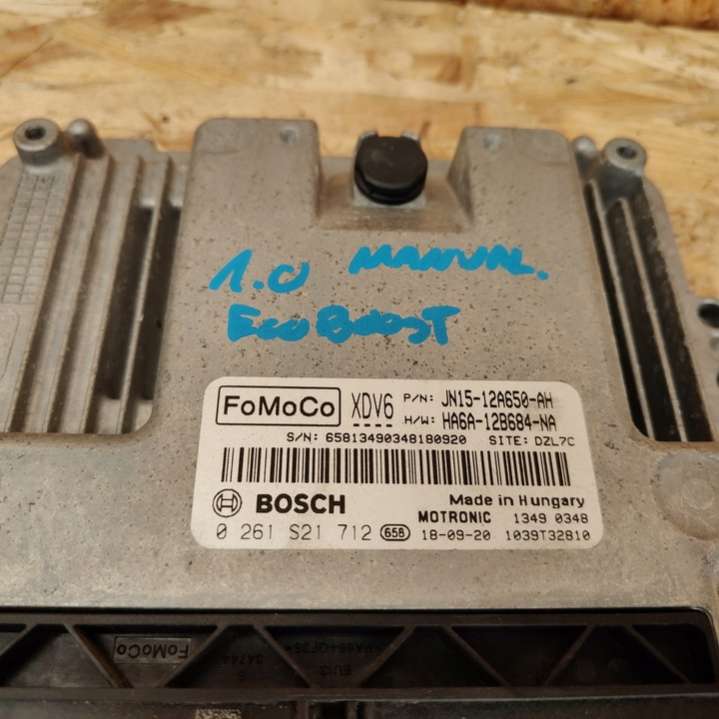 1.0 MANUAL.
EcoBoost
FoMoCo XDV6 P/N: JN15-12A650-AH
H/W: HA6A-12B684-NA
S/N: 65813490348180920 SITE: DZL7C
BOSCH Made in Hungary
MOTRONIC 1349 0348
0 261 S21 712 658 18-09-20 1039T32810
FoMoCo